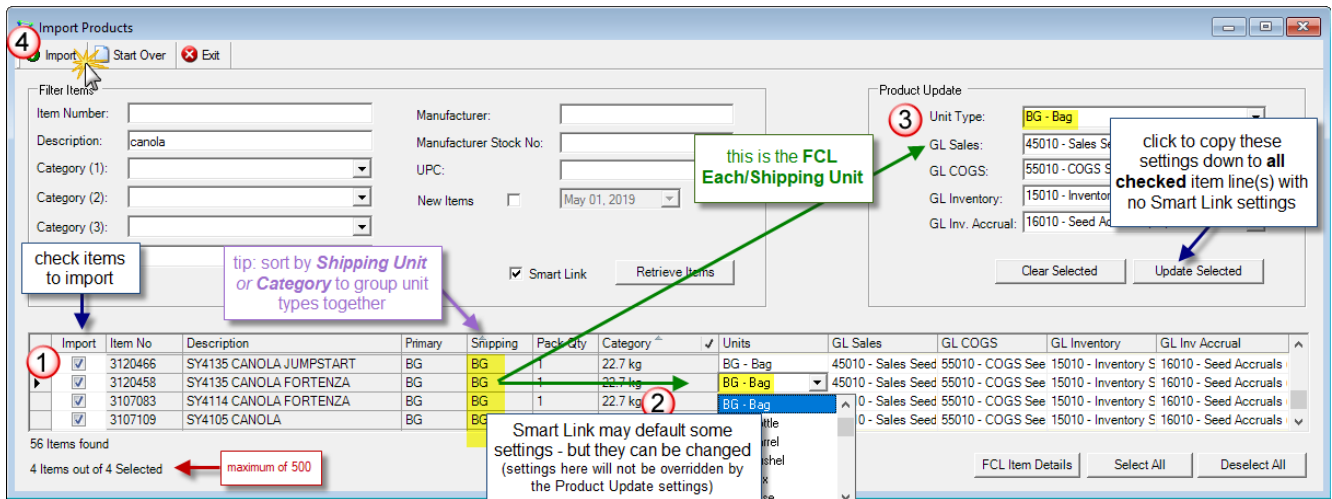 Import Products
4
Import Start Over Exit
Filter Items
Item Number:
Description: canola
Category (1):
Category (2):
Category (3):
Manufacturer:
Manufacturer Stock No:
UPC:
New Items May 01, 2019
Smart Link Retrieve Items
Product Update
3
Unit Type: BG - Bag
GL Sales: 45010 - Sales Se
GL COGS: 55010 - COGS S
GL Inventory: 15010 - Inventor
GL Inv. Accrual: 16010 - Seed Ac
Clear Selected Update Selected
this is the FCL
Each/Shipping Unit
click to copy these
settings down to all
checked item line(s) with
no Smart Link settings
check items
to import
tip: sort by Shipping Unit
or Category to group unit
types together
Import Item No Description Primary Shipping Pack Qty Category Units GL Sales GL COGS GL Inventory GL Inv Accrual
1
3120466 SY4135 CANOLA JUMPSTART BG BG 1 22.7 kg BG - Bag 45010 - Sales Seed 55010 - COGS See 15010 - Inventory S 16010 - Seed Accruals
3120458 SY4135 CANOLA FORTENZA BG BG 1 22.7 kg BG - Bag 45010 - Sales Seed 55010 - COGS See 15010 - Inventory S 16010 - Seed Accruals
3107083 SY4114 CANOLA FORTENZA BG BG 1 22.7 kg BG - Bag 0 - Sales Seed 55010 - COGS See 15010 - Inventory S 16010 - Seed Accruals
3107109 SY4105 CANOLA BG BG ottle 0 - Sales Seed 55010 - COGS See 15010 - Inventory S 16010 - Seed Accruals
rrel
shel
x
se
2
Smart Link may default some
settings - but they can be changed
(settings here will not be overridden by
the Product Update settings)
56 Items found
4 Items out of 4 Selected
maximum of 500
FCL Item Details Select All Deselect All